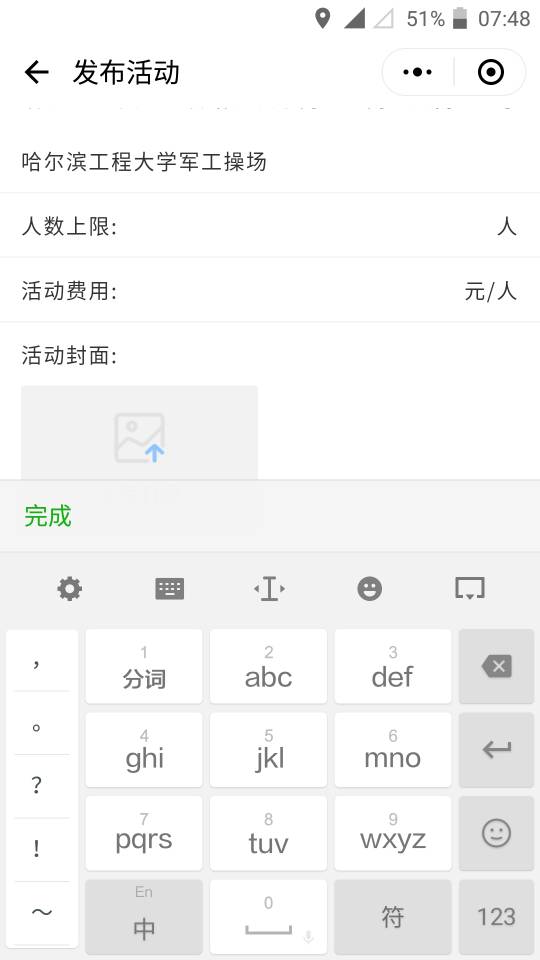 51% 07:48
发布活动
哈尔滨工程大学军工操场
人数上限: 人
活动费用: 元/人
活动封面:
完成
， 1 2 3
分词 abc def
。 4 5 6
ghi jkl mno
？ 7 8 9
pqrs tuv wxyz
！
～ En 0
中 符 123